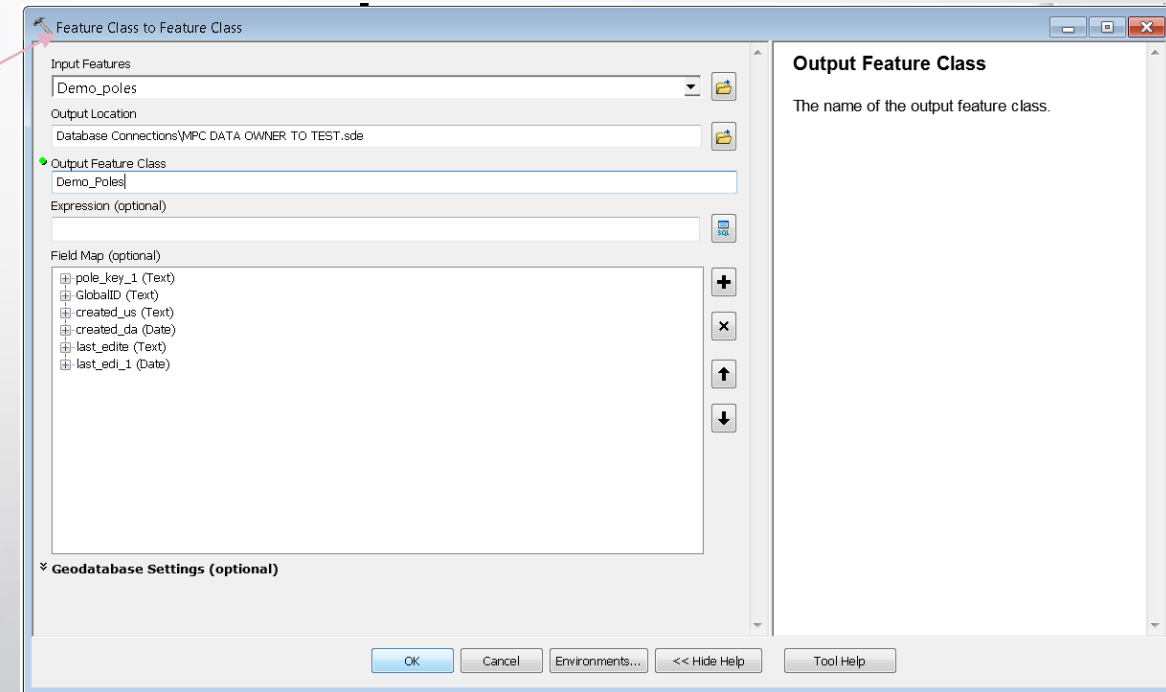 Feature Class to Feature Class
Input Features
Demo_poles
Output Location
Database Connections\MPC DATA OWNER TO TEST.sde
Output Feature Class
Demo_Poles
Expression (optional)
SQL
Field Map (optional)
pole_key_1 (Text)
GlobalID (Text)
created_us (Text)
created_da (Date)
last_edite (Text)
last_edi_1 (Date)
Geodatabase Settings (optional)
OK
Cancel
Environments...
<< Hide Help
Tool Help
Output Feature Class
The name of the output feature class.